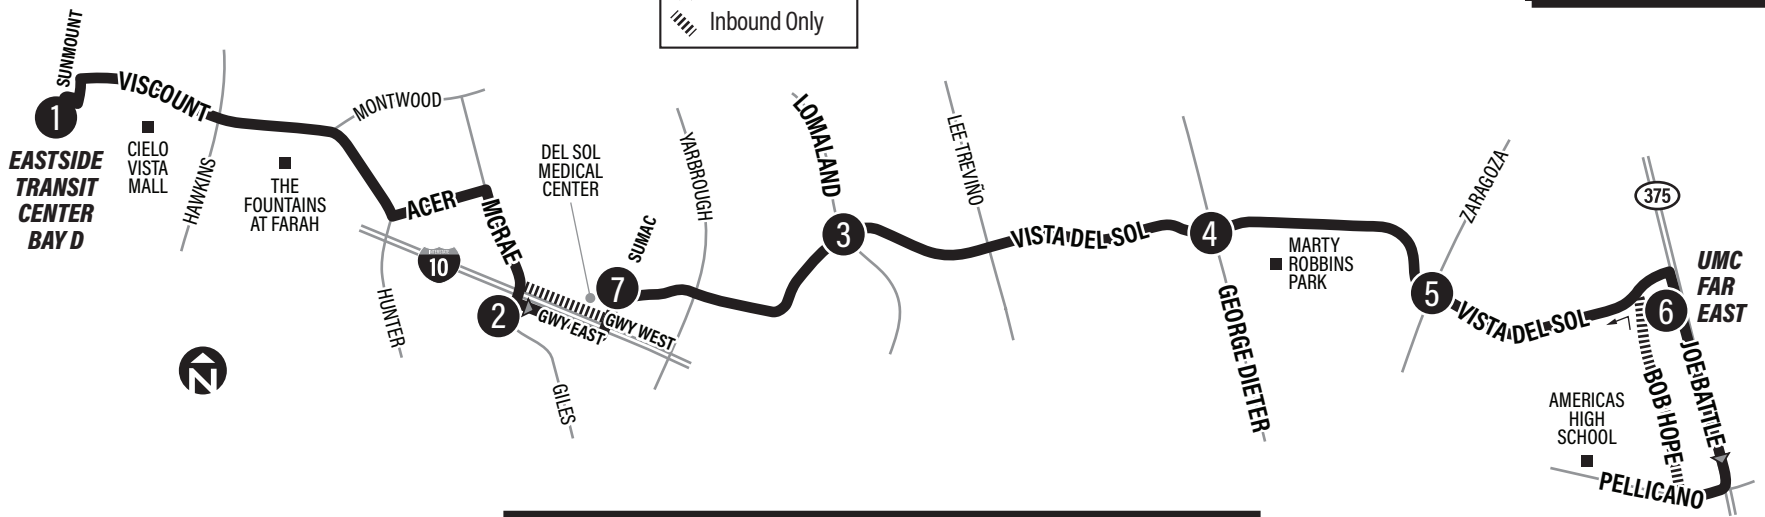 Inbound Only
SUNMOUNT
1
VISCOUNT
EASTSIDE
TRANSIT
CENTER
BAY D
CIELO
VISTA
MALL
HAWKINS
THE
FOUNTAINS
AT FARAH
MONTWOOD
ACER
MCRAE
10
HUNTER
N
DEL SOL
MEDICAL
CENTER
2
GWY EAST
GWY WEST
GILES
7
SUMAC
YARBROUGH
LOMALAND
3
LEE TREVIÑO
VISTA DEL SOL
4
GEORGE DIETER
MARTY
ROBBINS
PARK
ZARAGOZA
5
VISTA DEL SOL
375
6
UMC
FAR
EAST
JOE BATTLE
BOB HOPE
AMERICAS
HIGH
SCHOOL
PELLICANO